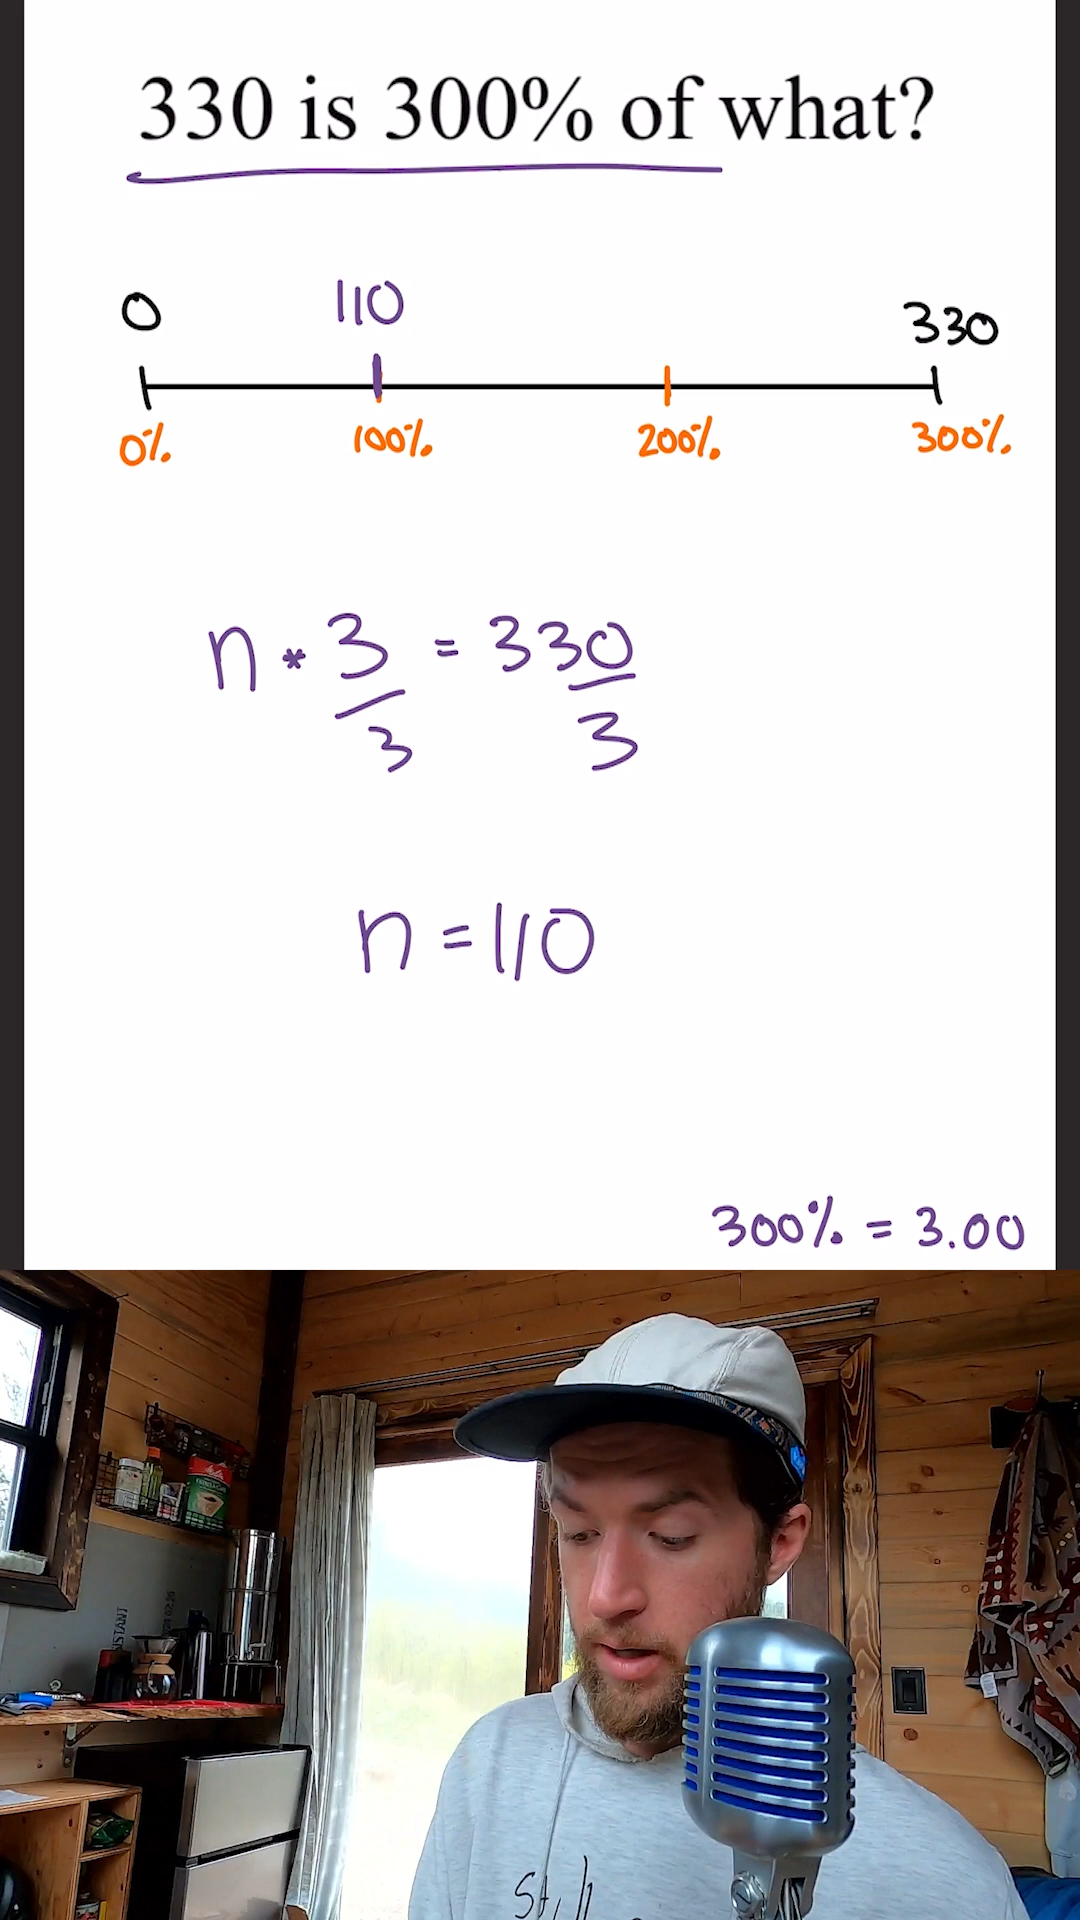 330 is 300% of what?
0 110 330
0% 100% 200% 300%
n * 3 = 330
3 3
n = 110
300% = 3.00